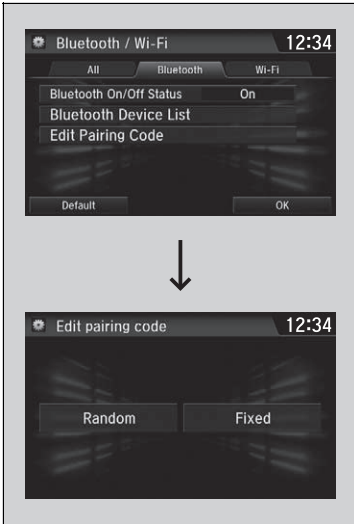 Bluetooth / Wi-Fi 12:34
All Bluetooth Wi-Fi
Bluetooth On/Off Status On
Bluetooth Device List
Edit Pairing Code
Default OK
Edit pairing code 12:34
Random Fixed